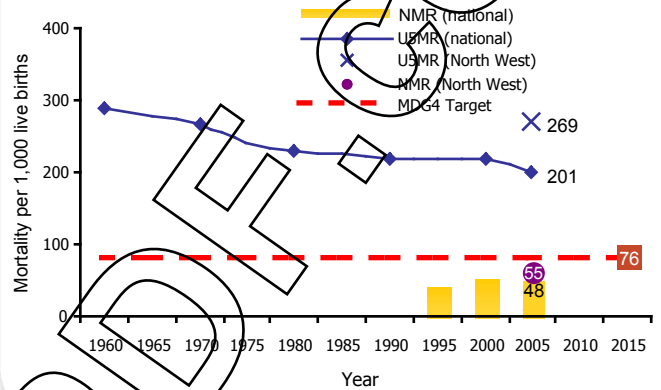 NMR (national)
U5MR (national)
U5MR (North West)
NMR (North West)
MDG4 Target
Mortality per 1,000 live births
400
300
200
100
0
269
201
76
55
48
1960 1965 1970 1975 1980 1985 1990 1995 2000 2005 2010 2015
Year